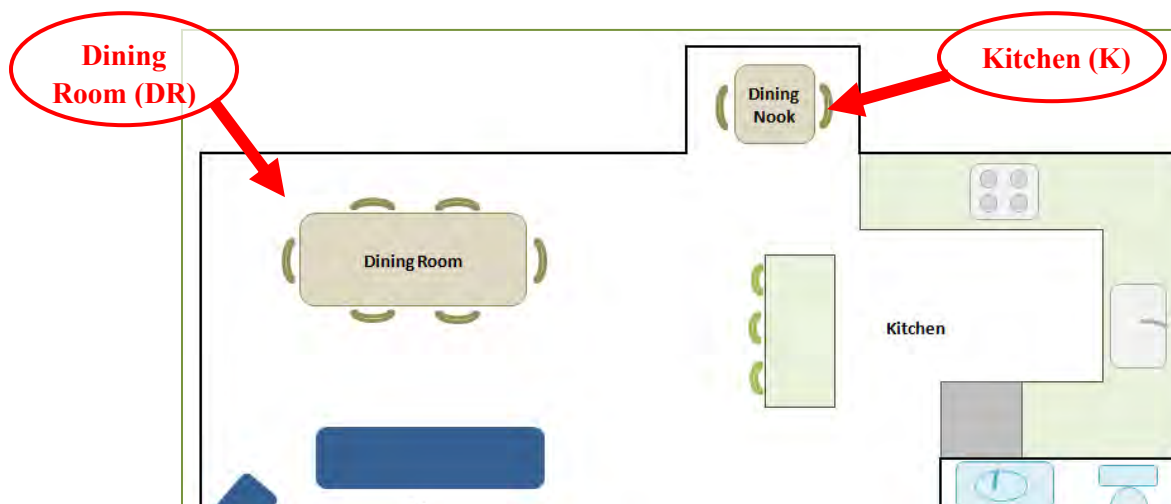 Dining
Room (DR)
Kitchen (K)
Dining
Nook
Dining Room
Kitchen